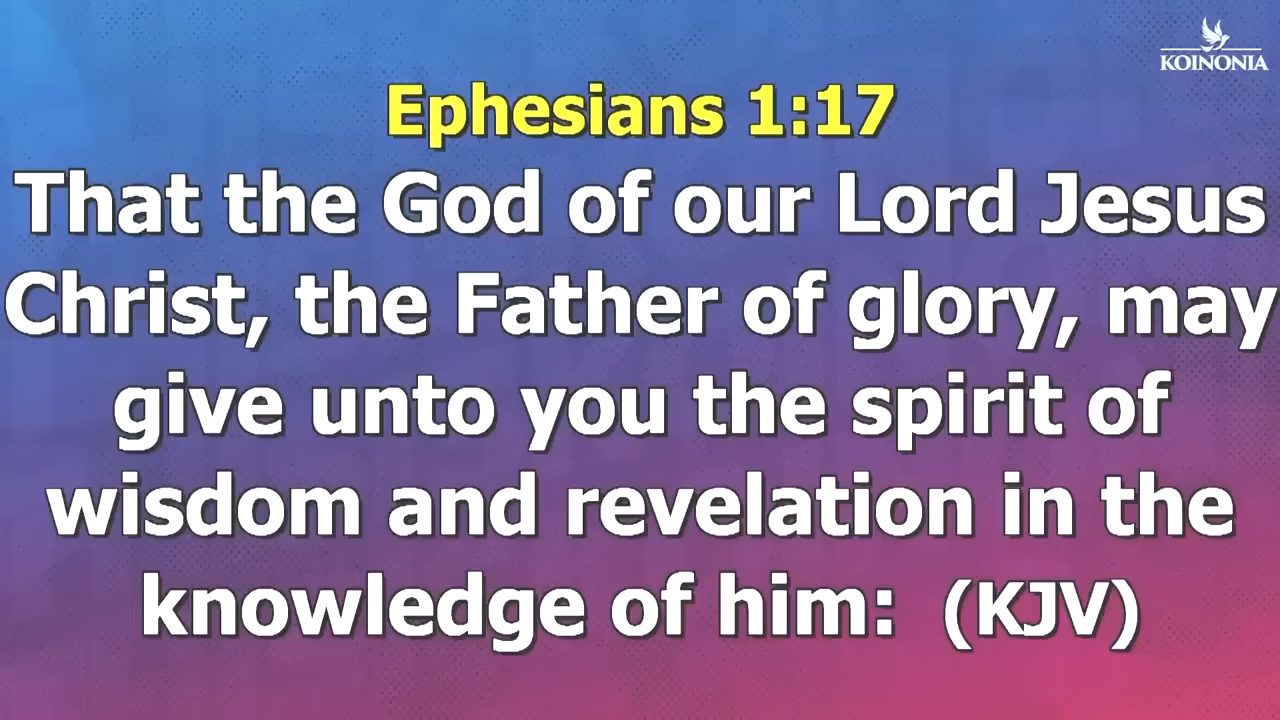 KOINONIA
Ephesians 1:17
That the God of our Lord Jesus
Christ, the Father of glory, may
give unto you the spirit of
wisdom and revelation in the
knowledge of him: (KJV)